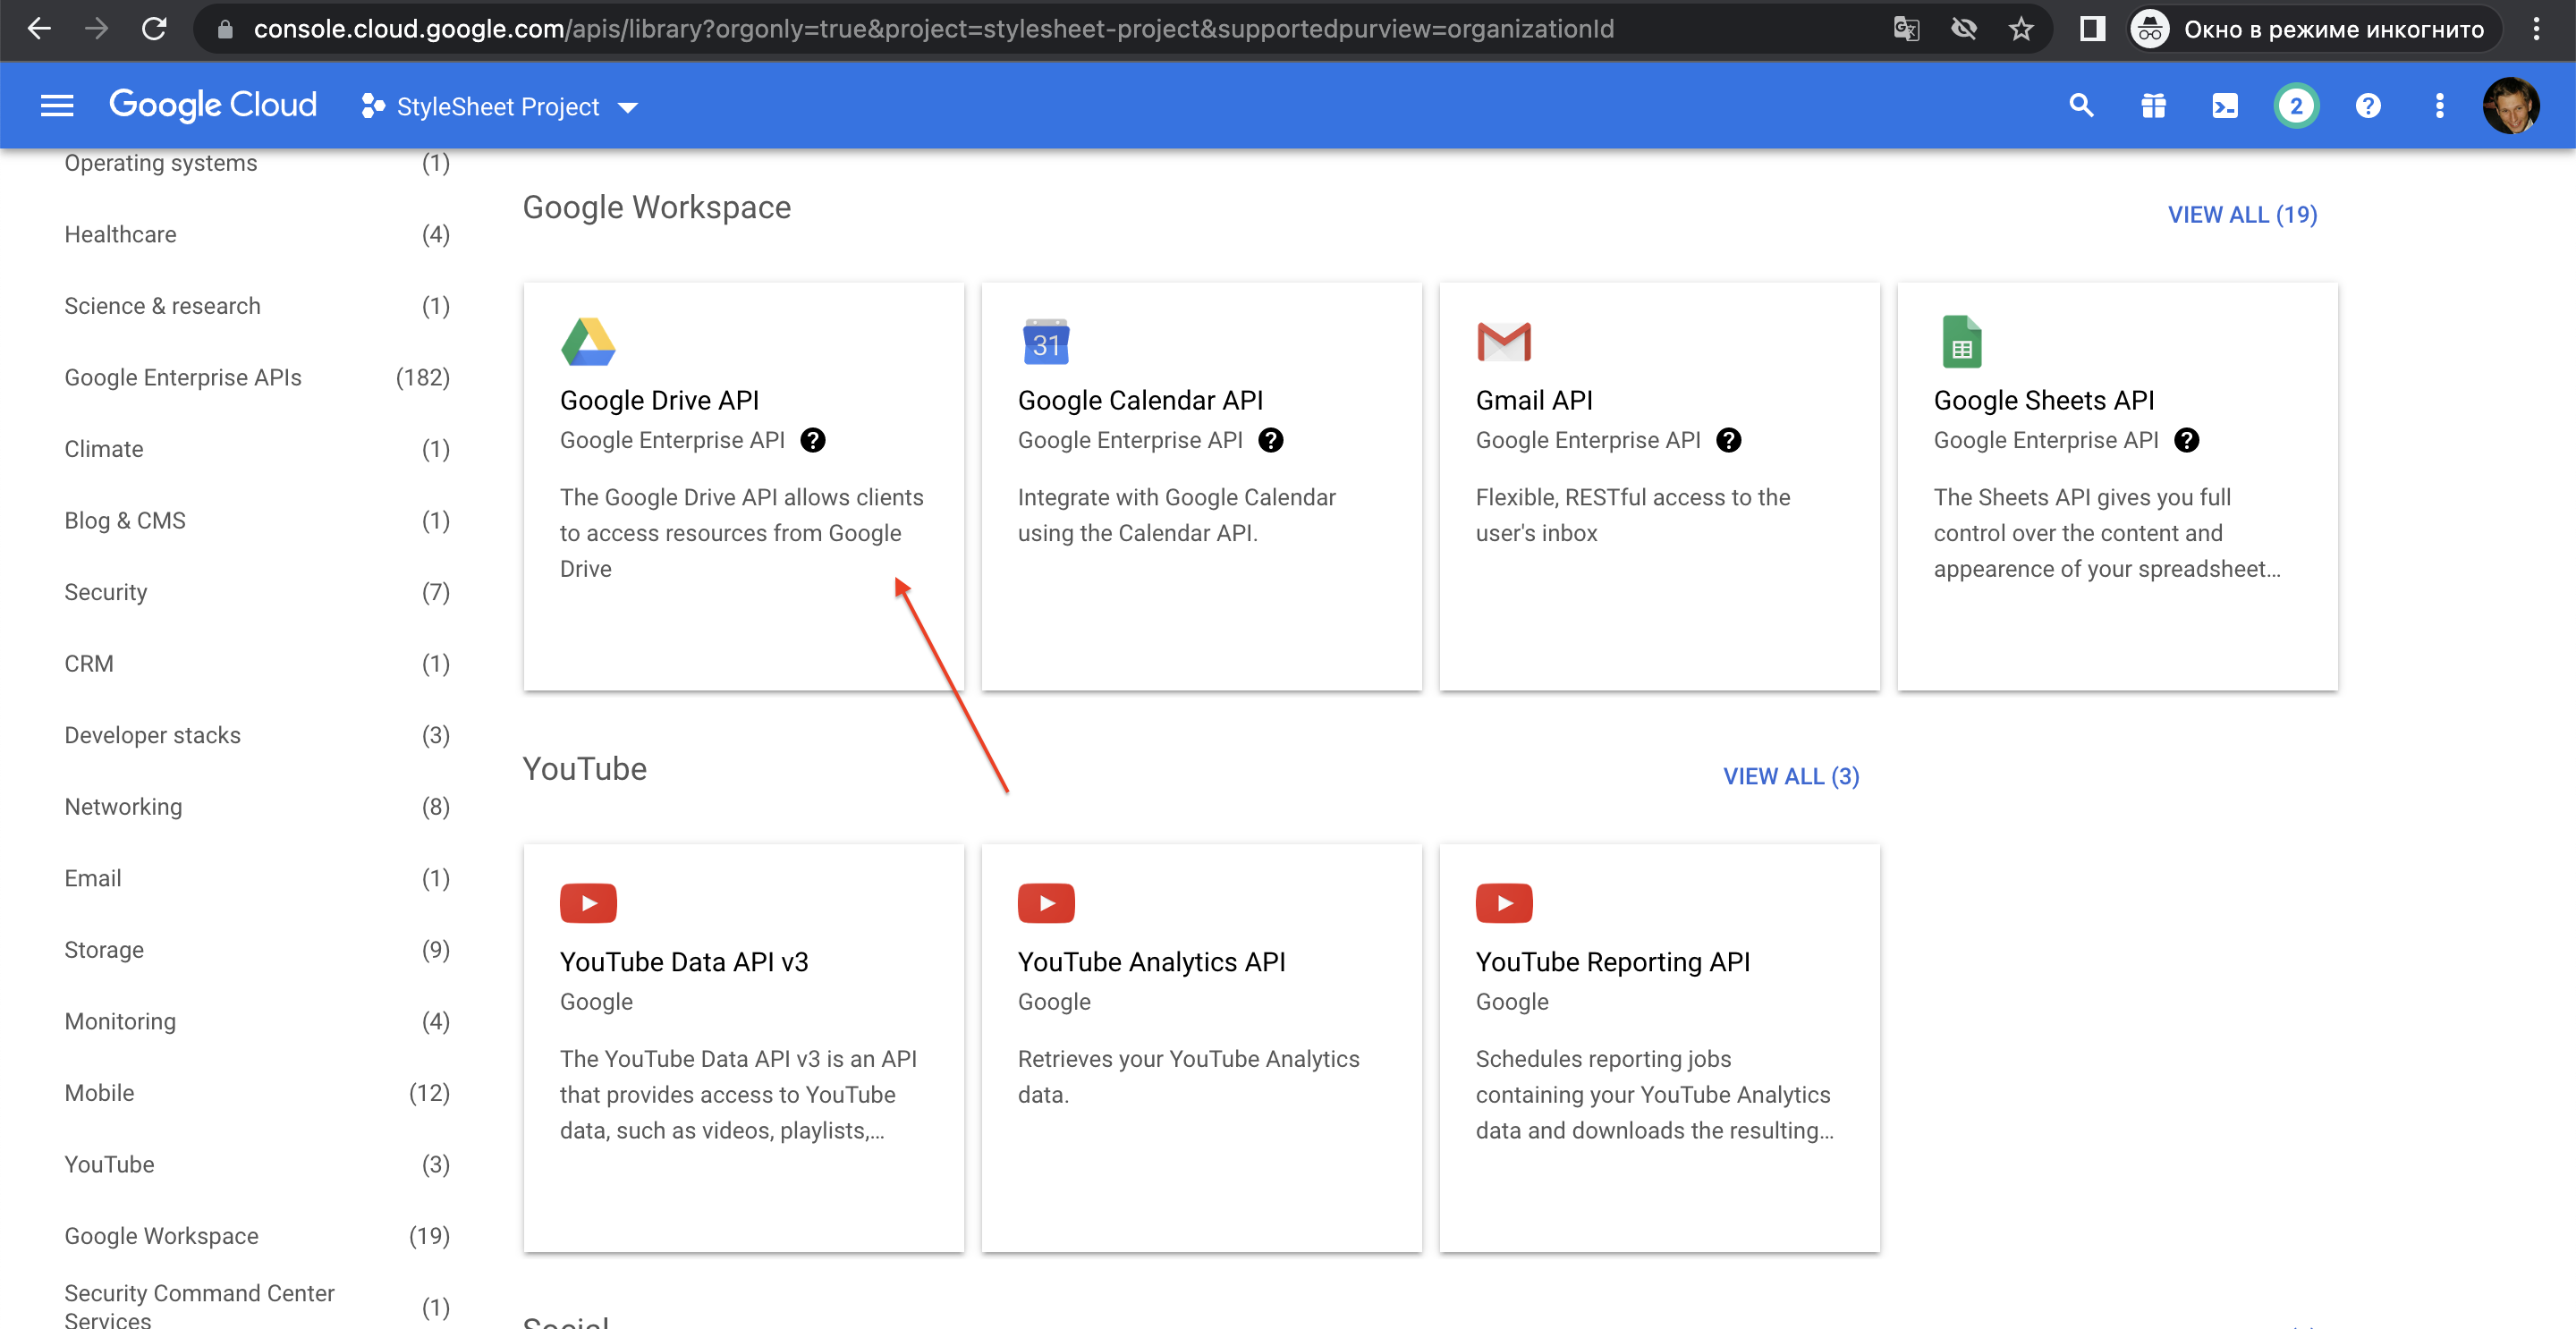 console.cloud.google.com/apis/library?orgonly=true&project=stylesheet-project&supportedpurview=organizationId
Окно в режиме инкогнито
Google Cloud
StyleSheet Project
2
?
Operating systems (1)
Healthcare (4)
Science & research (1)
Google Enterprise APIs (182)
Climate (1)
Blog & CMS (1)
Security (7)
CRM (1)
Developer stacks (3)
Networking (8)
Email (1)
Storage (9)
Monitoring (4)
Mobile (12)
YouTube (3)
Google Workspace (19)
Security Command Center
Services (1)
Google Workspace
VIEW ALL (19)
Google Drive API
Google Enterprise API ?
The Google Drive API allows clients
to access resources from Google
Drive
31
Google Calendar API
Google Enterprise API ?
Integrate with Google Calendar
using the Calendar API.
Gmail API
Google Enterprise API ?
Flexible, RESTful access to the
user's inbox
Google Sheets API
Google Enterprise API ?
The Sheets API gives you full
control over the content and
appearence of your spreadsheet...
YouTube
VIEW ALL (3)
YouTube Data API v3
Google
The YouTube Data API v3 is an API
that provides access to YouTube
data, such as videos, playlists,...
YouTube Analytics API
Google
Retrieves your YouTube Analytics
data.
YouTube Reporting API
Google
Schedules reporting jobs
containing your YouTube Analytics
data and downloads the resulting...
Social